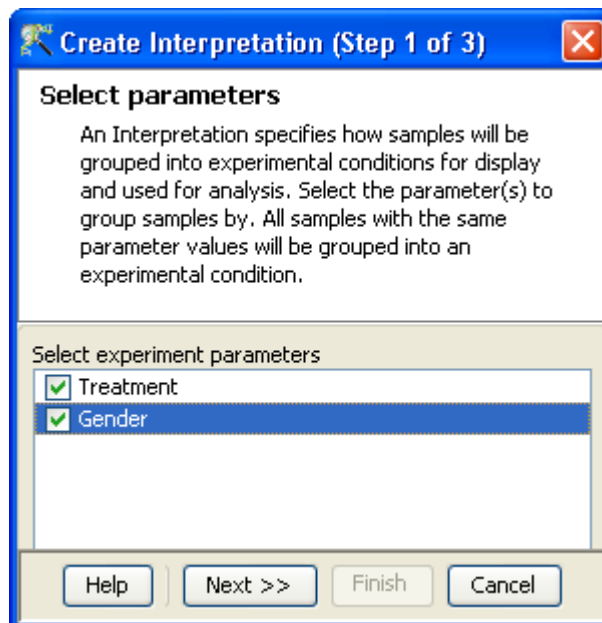 Create Interpretation (Step 1 of 3)
Select parameters
An Interpretation specifies how samples will be
grouped into experimental conditions for display
and used for analysis. Select the parameter(s) to
group samples by. All samples with the same
parameter values will be grouped into an
experimental condition.
Select experiment parameters
Treatment
Gender
Help
Next >>
Finish
Cancel